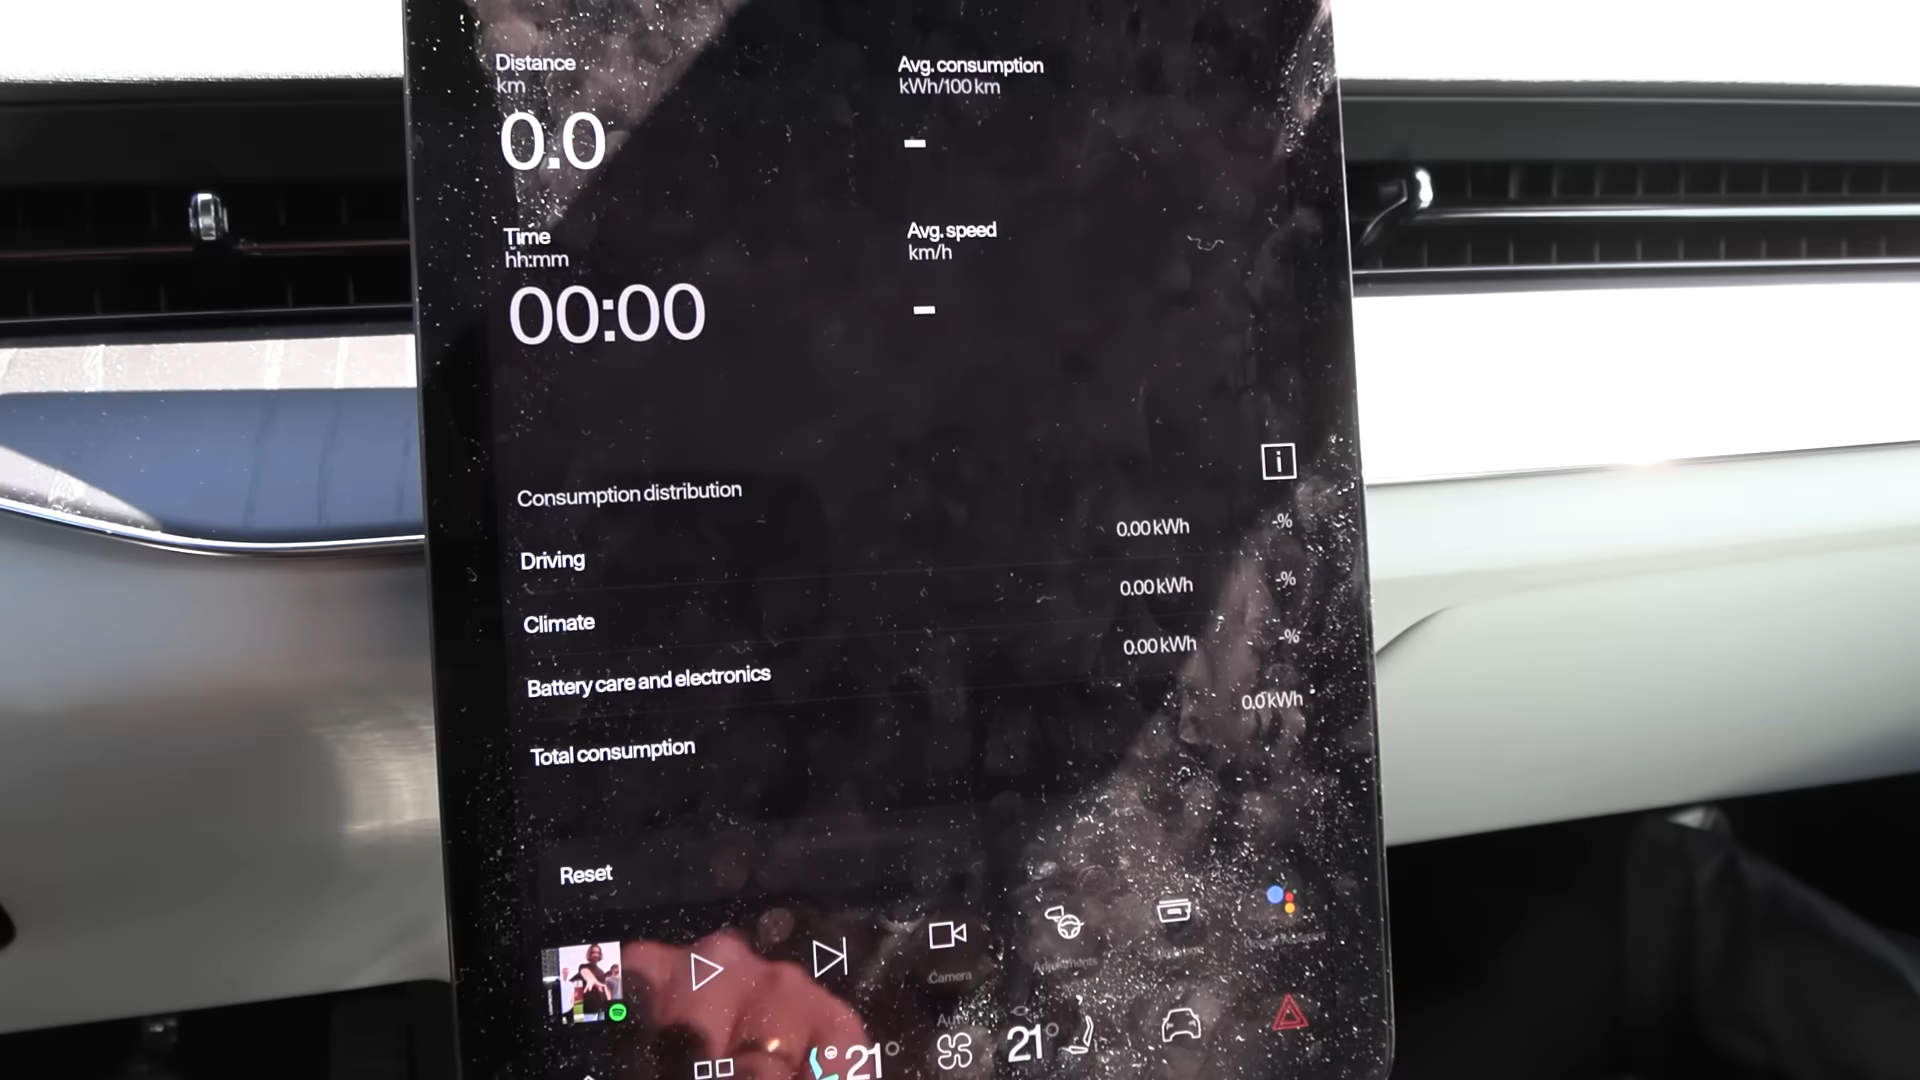 Distance
km
0.0
Avg. consumption
kWh/100 km
-
Time
hh:mm
00:00
Avg. speed
km/h
-
i
Consumption distribution
Driving
0.00 kWh
-%
Climate
0.00 kWh
-%
Battery care and electronics
0.00 kWh
-%
Total consumption
0.0 kWh
Reset
Camera
Adjustments
21°
21°